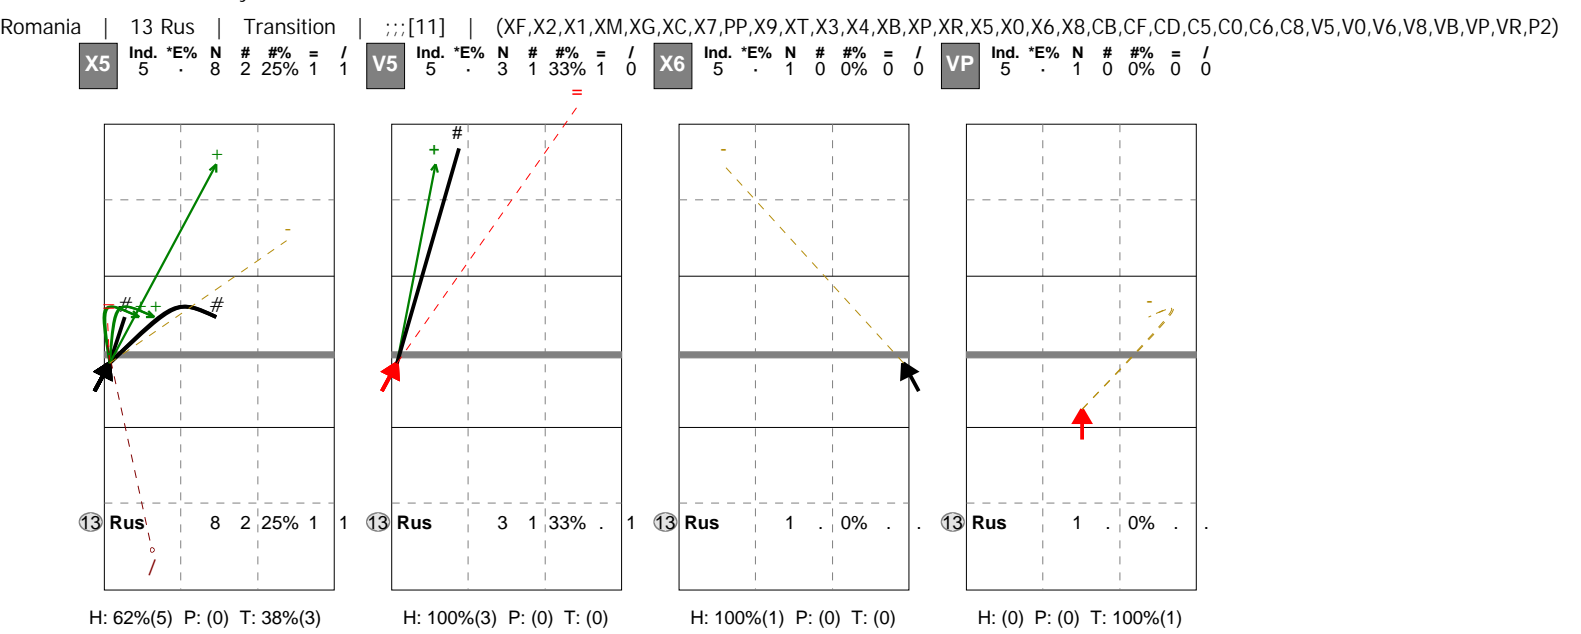 Romania | 13 Rus | Transition | ;;;[11] | (XF,X2,X1,XM,XG,XC,X7,PP,X9,XT,X3,X4,XB,XP,XR,X5,X0,X6,X8,CB,CF,CD,C5,C0,C6,C8,V5,V0,V6,V8,VB,VP,VR,P2)
X5 Ind. *E% N # #% = /
5 . 8 2 25% 1 1
V5 Ind. *E% N # #% = /
5 . 3 1 33% 1 0
X6 Ind. *E% N # #% = /
5 . 1 0 0% 0 0
VP Ind. *E% N # #% = /
5 . 1 0 0% 0 0
=
+ + # - -
-
= # + + # -
13 Rus 8 2 25% 1 1
13 Rus 3 1 33% . 1
13 Rus 1 . 0% . .
13 Rus 1 . 0% . .
/
H: 62%(5) P: (0) T: 38%(3)
H: 100%(3) P: (0) T: (0)
H: 100%(1) P: (0) T: (0)
H: (0) P: (0) T: 100%(1)